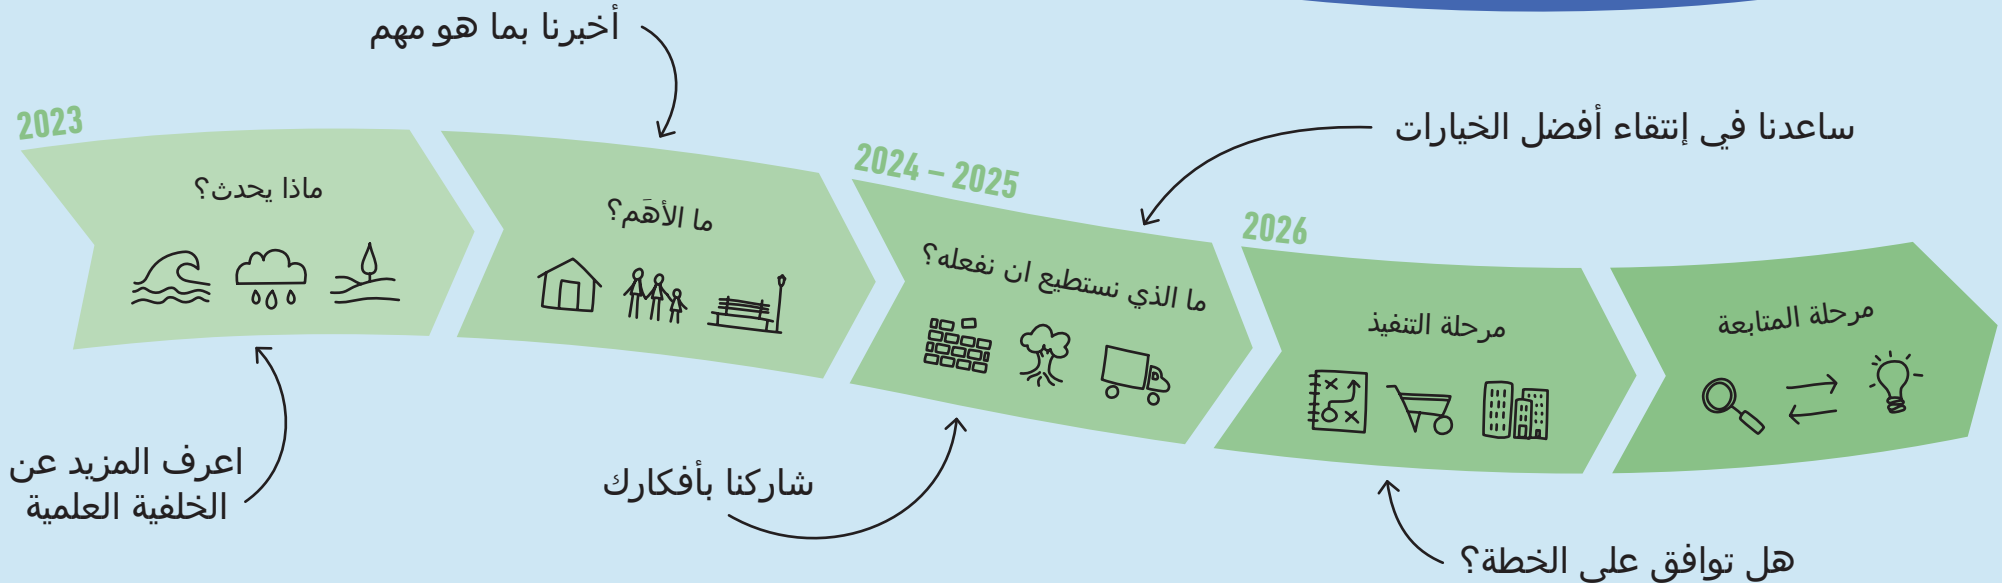 أخبرنا بما هو مهم
ساعدنا في إنتقاء أفضل الخيارات
2023
ماذا يحدث؟
ما الأهَم؟
2024 – 2025
ما الذي نستطيع ان نفعله؟
2026
مرحلة التنفيذ
مرحلة المتابعة
اعرف المزيد عن
الخلفية العلمية
شاركنا بأفكارك
هل توافق على الخطة؟